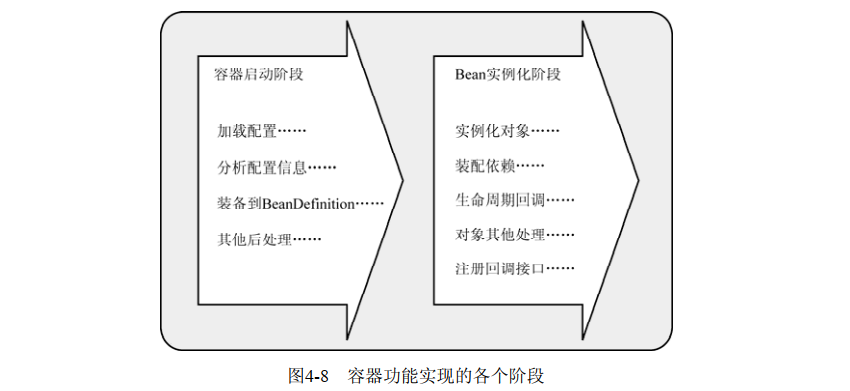 容器启动阶段
加载配置……
分析配置信息……
装备到BeanDefinition……
其他后处理……
Bean实例化阶段
实例化对象……
装配依赖……
生命周期回调……
对象其他处理……
注册回调接口……
图4-8 容器功能实现的各个阶段